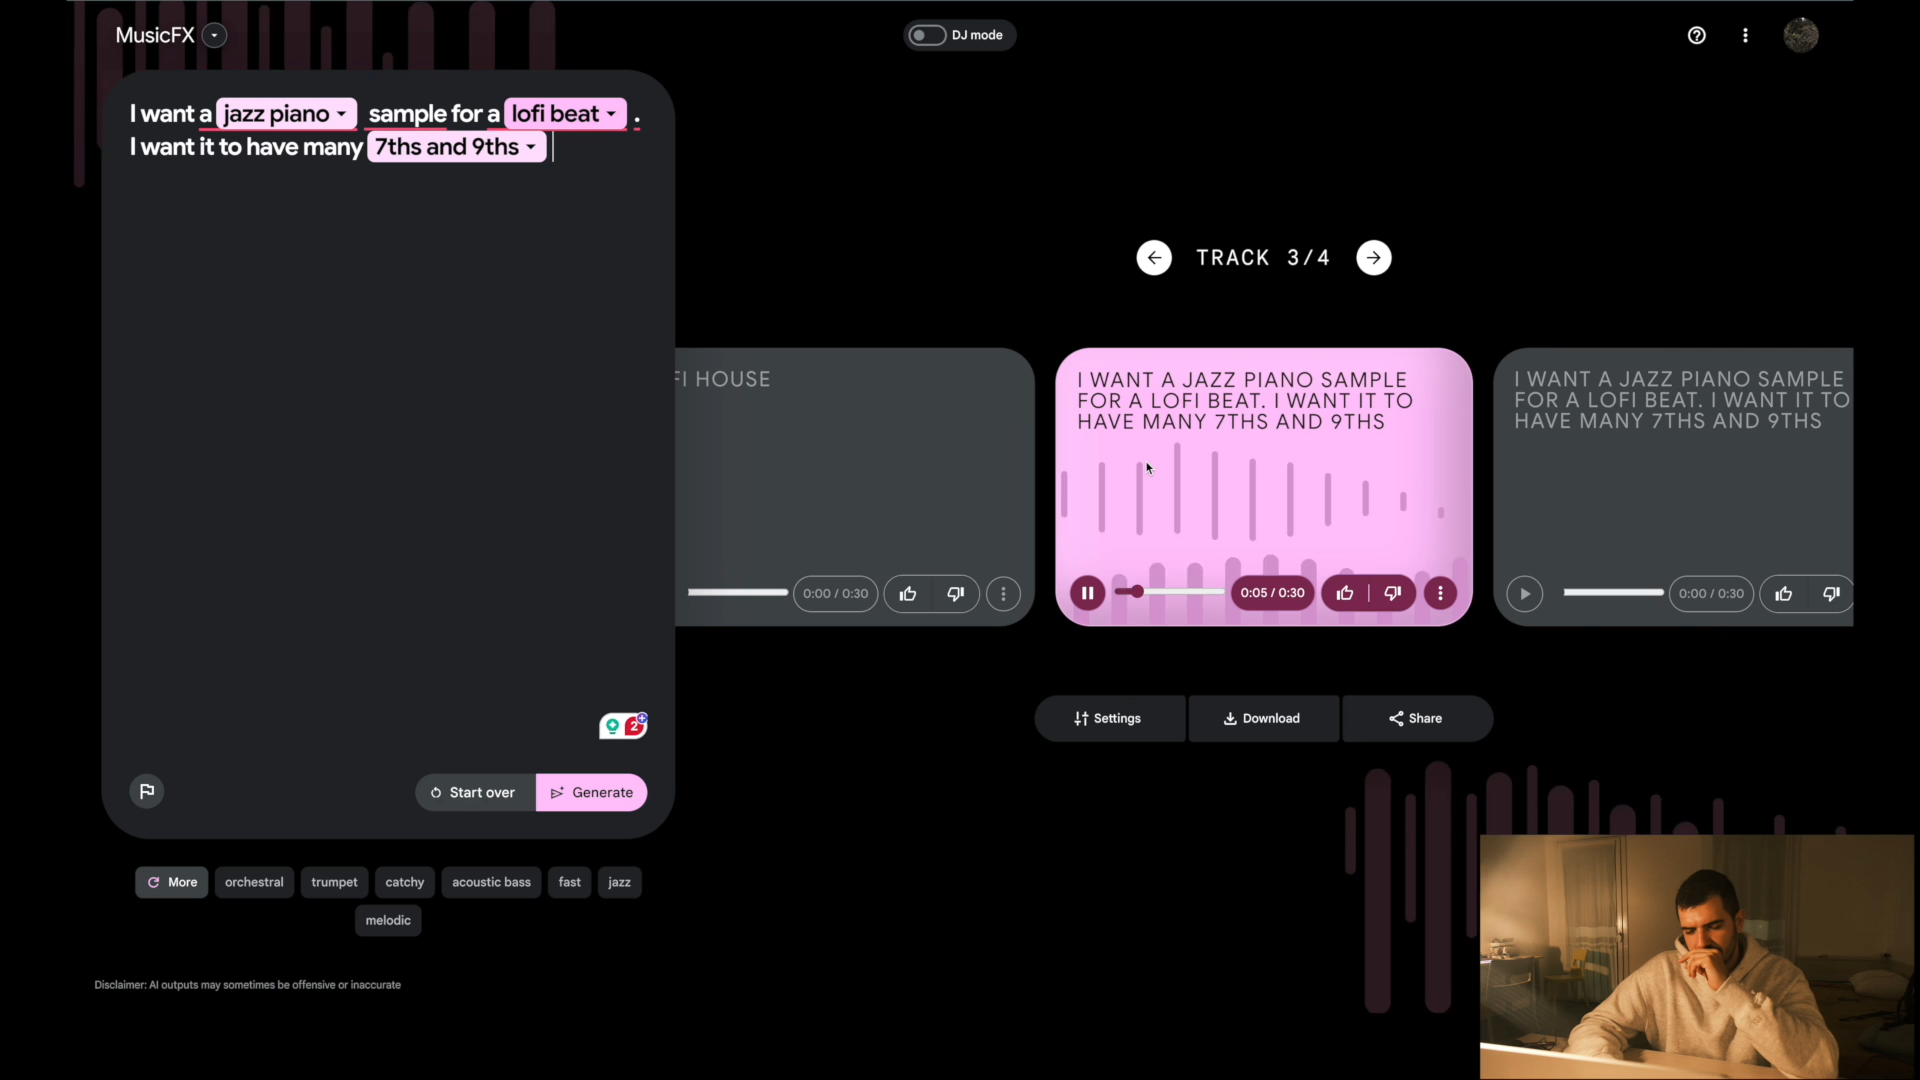 MusicFX
DJ mode
I want a jazz piano sample for a lofi beat .
I want it to have many 7ths and 9ths
TRACK 3/4
FI HOUSE
0:00 / 0:30
I WANT A JAZZ PIANO SAMPLE
FOR A LOFI BEAT. I WANT IT TO
HAVE MANY 7THS AND 9THS
0:05 / 0:30
I WANT A JAZZ PIANO SAMPLE
FOR A LOFI BEAT. I WANT IT TO
HAVE MANY 7THS AND 9THS
0:00 / 0:30
Settings
Download
Share
2
Start over
Generate
More
orchestral
trumpet
catchy
acoustic bass
fast
jazz
melodic
Disclaimer: AI outputs may sometimes be offensive or inaccurate